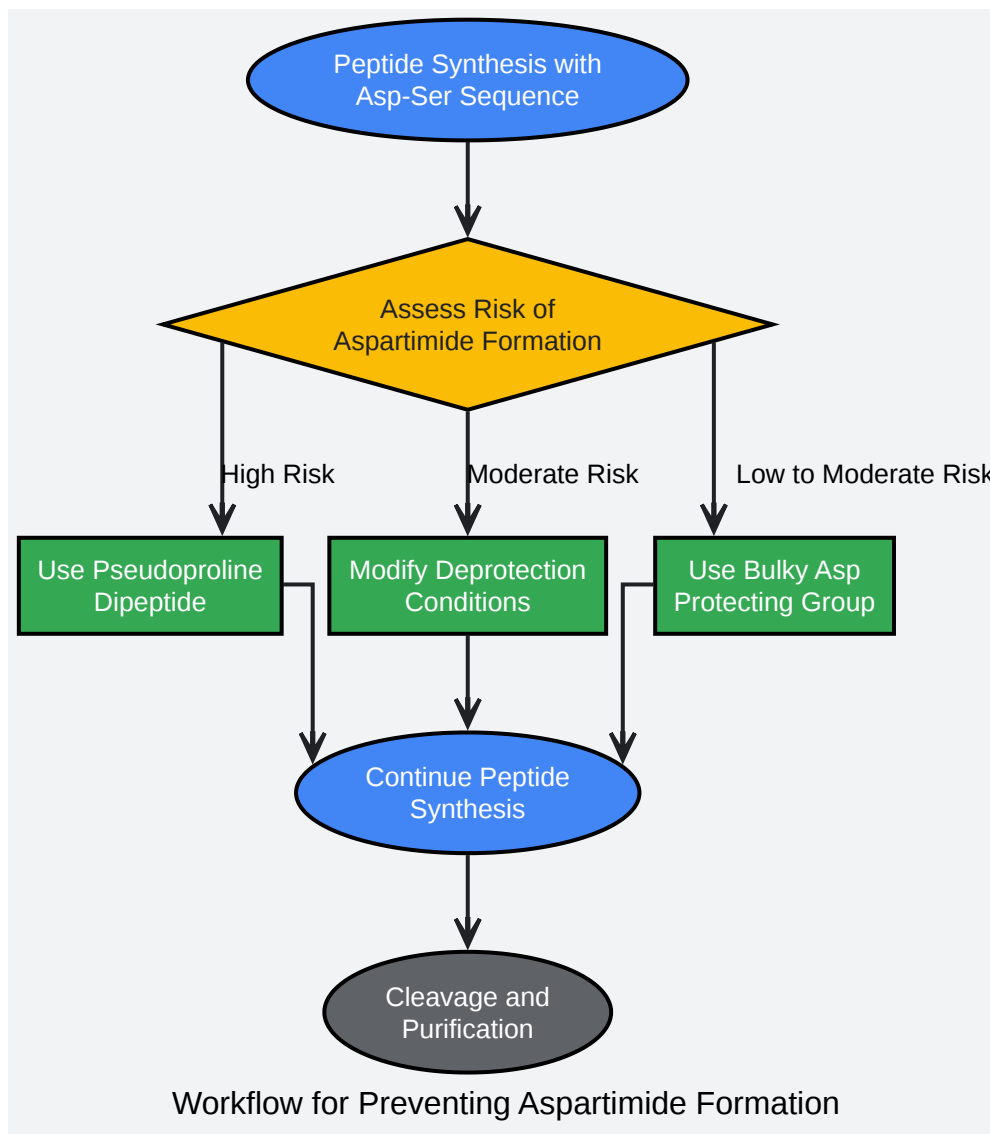 Peptide Synthesis with
Asp-Ser Sequence
Assess Risk of
Aspartimide Formation
High Risk
Moderate Risk
Low to Moderate Risk
Use Pseudoproline
Dipeptide
Modify Deprotection
Conditions
Use Bulky Asp
Protecting Group
Continue Peptide
Synthesis
Cleavage and
Purification
Workflow for Preventing Aspartimide Formation